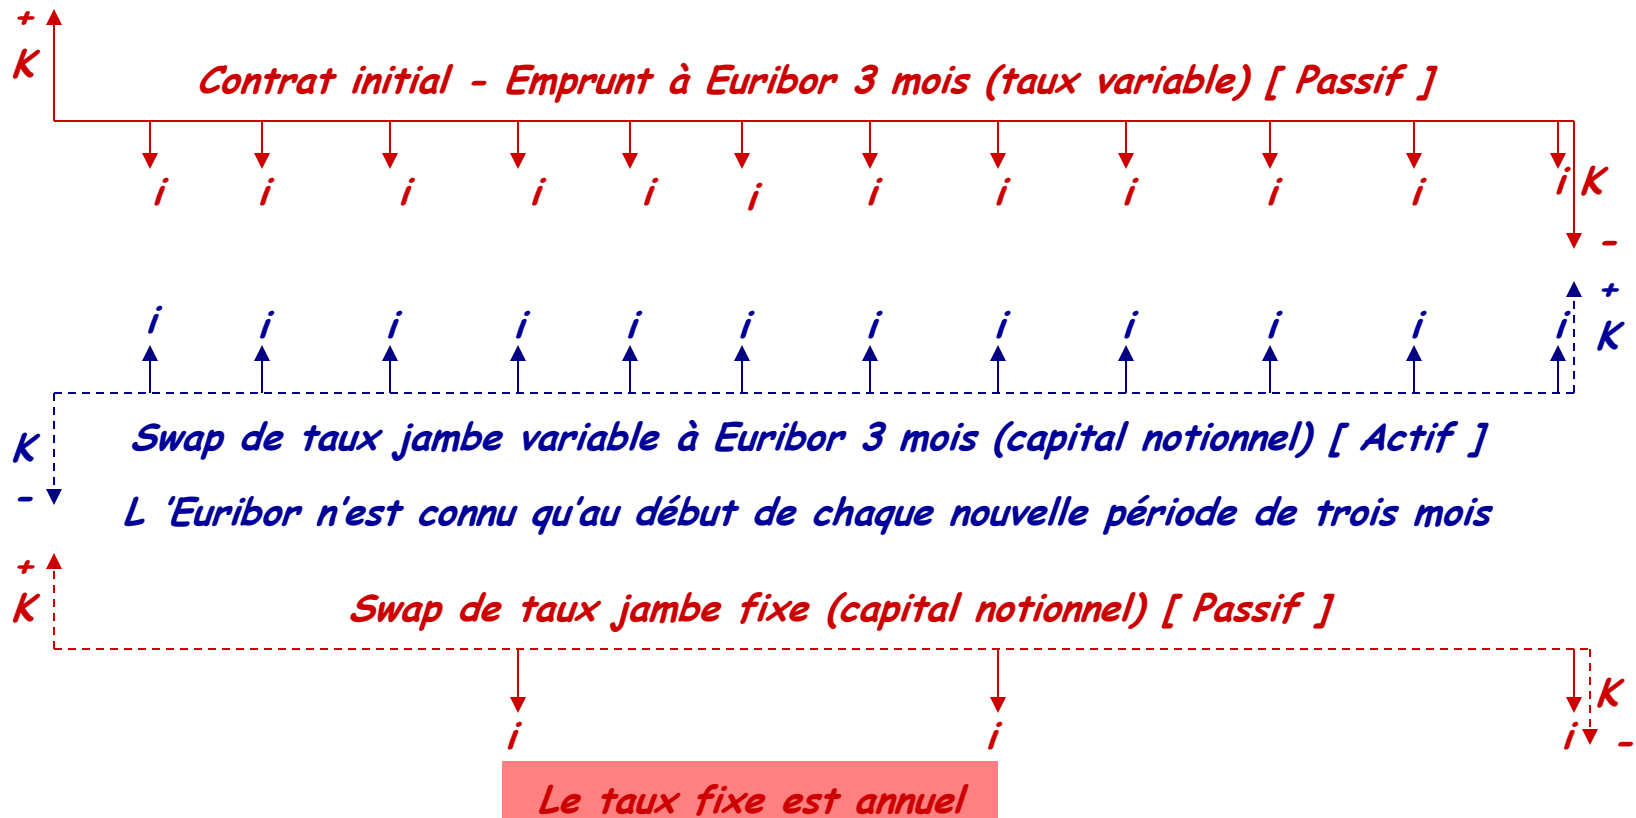 +
K
Contrat initial - Emprunt à Euribor 3 mois (taux variable) [ Passif ]
i i i i i i i i i i i i K
-
+
i i i i i i i i i i i i K
K
-
Swap de taux jambe variable à Euribor 3 mois (capital notionnel) [ Actif ]
L 'Euribor n'est connu qu'au début de chaque nouvelle période de trois mois
+
K
Swap de taux jambe fixe (capital notionnel) [ Passif ]
K
i i i -
Le taux fixe est annuel